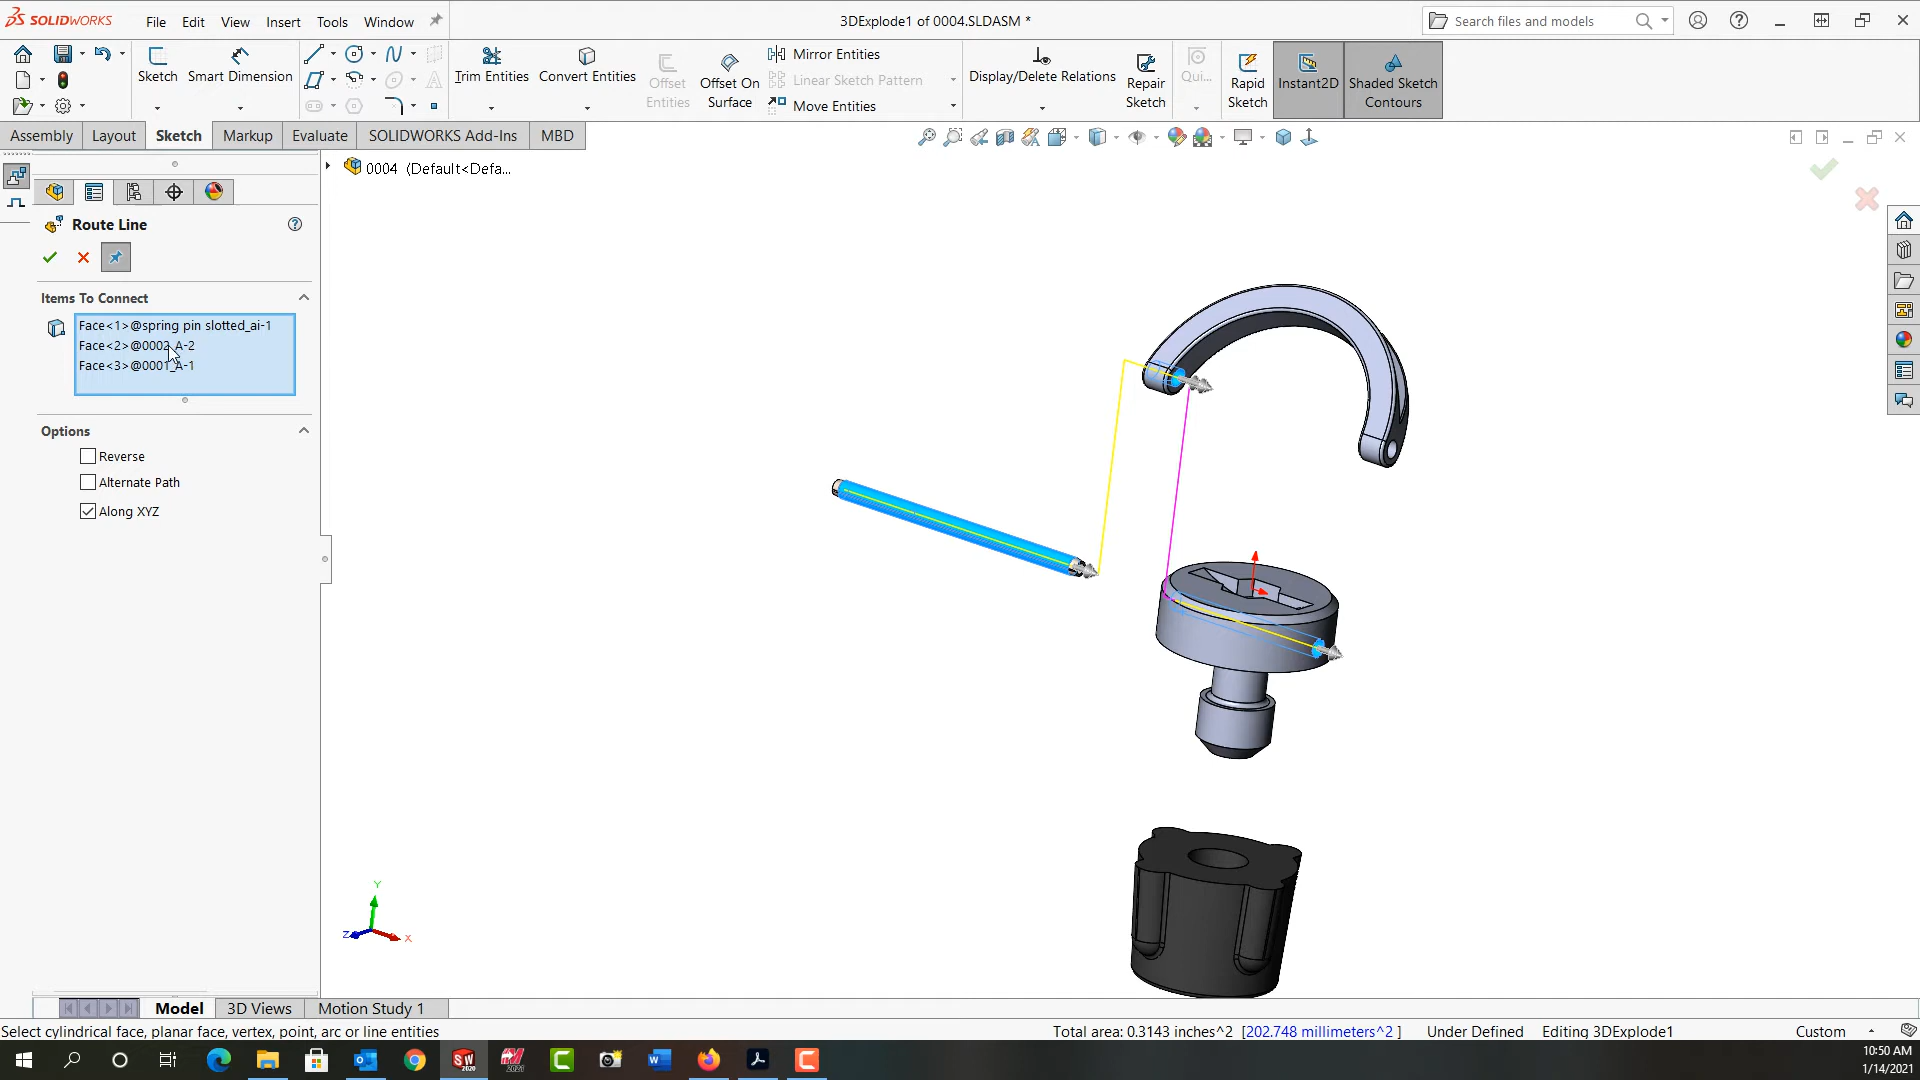 SOLIDWORKS
File Edit View Insert Tools Window
3DExplode1 of 0004.SLDASM *
Search files and models
Sketch
Smart Dimension
Trim Entities
Convert Entities
Offset
Entities
Offset On
Surface
Mirror Entities
Linear Sketch Pattern
Move Entities
Display/Delete Relations
Repair
Sketch
Qui...
Rapid
Sketch
Instant2D
Shaded Sketch
Contours
Assembly Layout Sketch Markup Evaluate SOLIDWORKS Add-Ins MBD
0004 (Default<Defa...
Route Line
Items To Connect
Face<1>@spring pin slotted_ai-1
Face<2>@0002_A-2
Face<3>@0001_A-1
Options
Reverse
Alternate Path
Along XYZ
Y
Z
X
Model 3D Views Motion Study 1
Select cylindrical face, planar face, vertex, point, arc or line entities
Total area: 0.3143 inches^2 [202.748 millimeters^2 ] Under Defined Editing 3DExplode1 Custom
SW
2020
2021
10:50 AM
1/14/2021